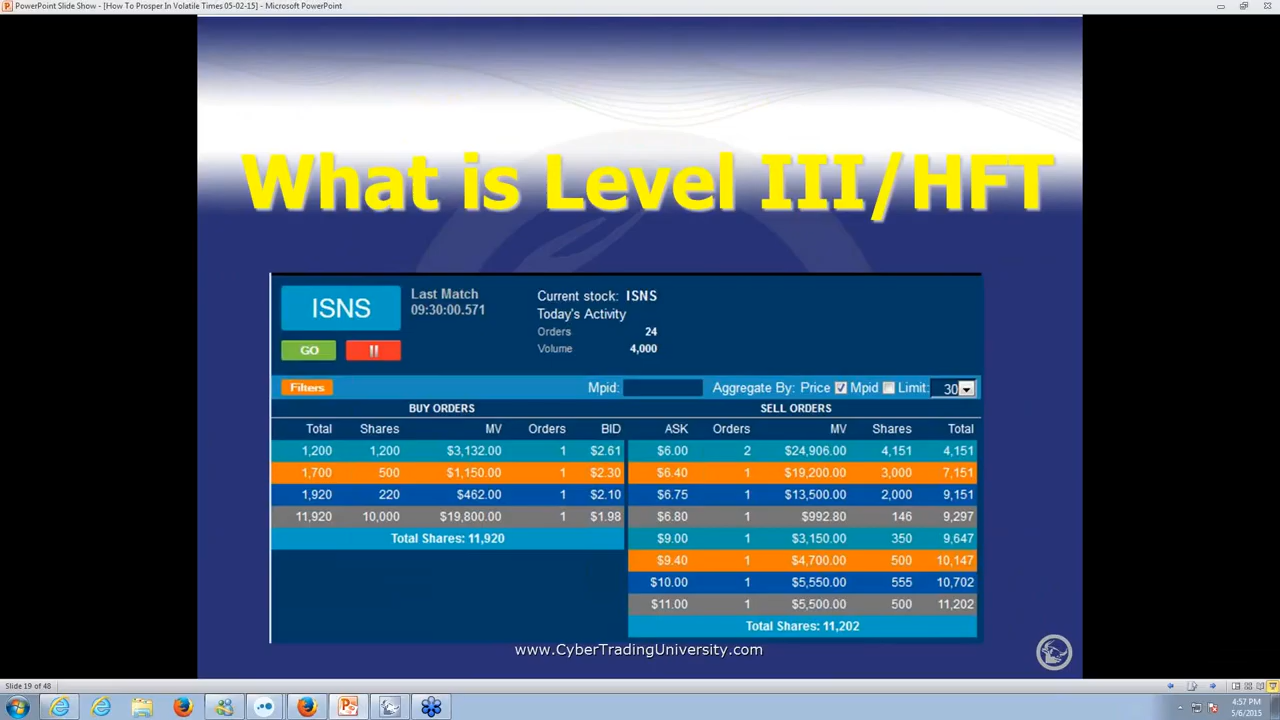 PowerPoint Slide Show - [How To Prosper In Volatile Times 05-02-15] - Microsoft PowerPoint
What is Level III/HFT
ISNS
Last Match
09:30:00.571
Current stock: ISNS
Today's Activity
Orders 24
Volume 4,000
GO
Filters
Mpid: Aggregate By: Price Mpid Limit: 30
BUY ORDERS SELL ORDERS
Total Shares MV Orders BID ASK Orders MV Shares Total
1,200 1,200 $3,132.00 1 $2.61 $6.00 2 $24,906.00 4,151 4,151
1,700 500 $1,150.00 1 $2.30 $6.40 1 $19,200.00 3,000 7,151
1,920 220 $462.00 1 $2.10 $6.75 1 $13,500.00 2,000 9,151
11,920 10,000 $19,800.00 1 $1.98 $6.80 1 $992.80 146 9,297
Total Shares: 11,920 $9.00 1 $3,150.00 350 9,647
$9.40 1 $4,700.00 500 10,147
$10.00 1 $5,550.00 555 10,702
$11.00 1 $5,500.00 500 11,202
Total Shares: 11,202
www.CyberTradingUniversity.com
Slide 19 of 48
4:57 PM
5/6/2015